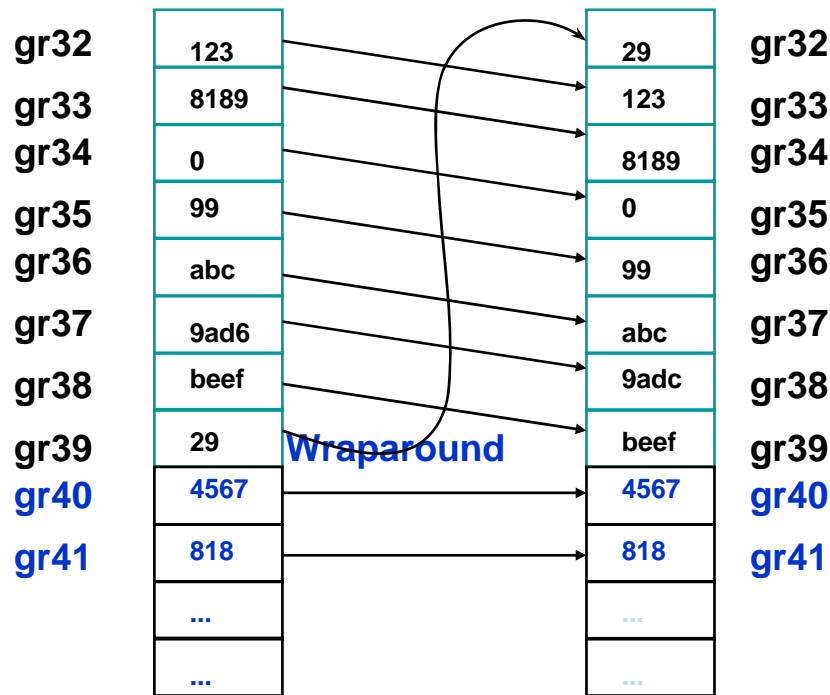 gr32 123 29 gr32
gr33 8189 123 gr33
gr34 0 8189 gr34
gr35 99 0 gr35
gr36 abc 99 gr36
gr37 9ad6 abc gr37
gr38 beef 9adc gr38
gr39 29 Wraparound beef gr39
gr40 4567 4567 gr40
gr41 818 818 gr41
... ...
... ...